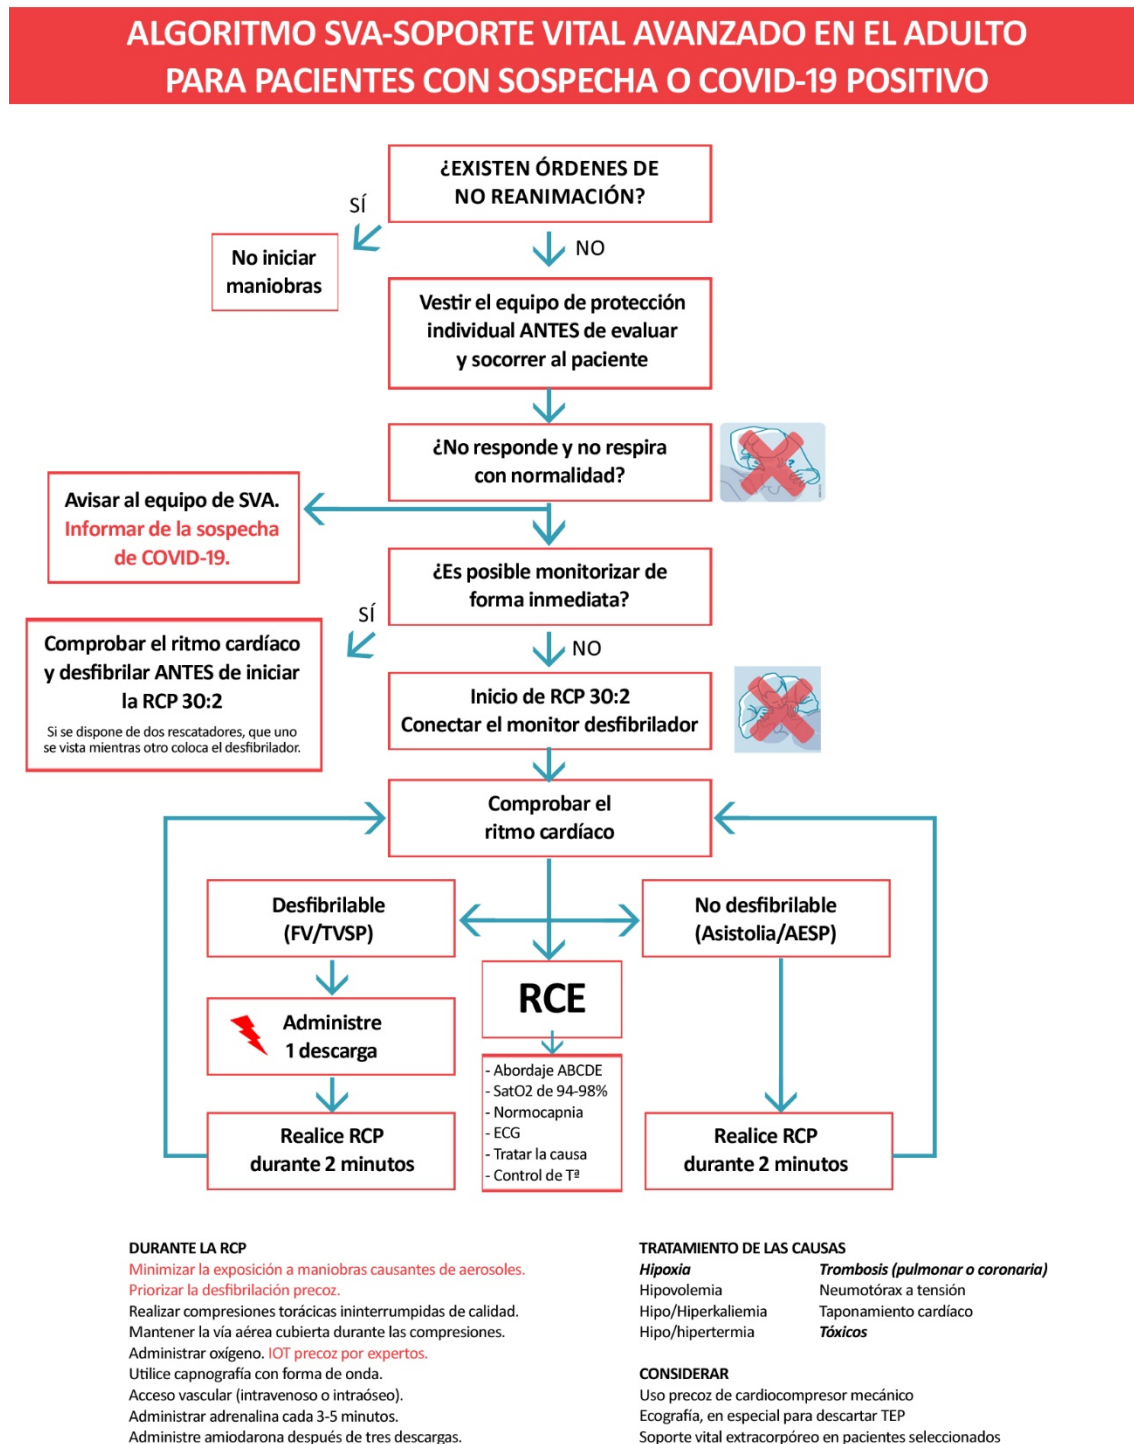 ALGORITMO SVA-SOPORTE VITAL AVANZADO EN EL ADULTO
PARA PACIENTES CON SOSPECHA O COVID-19 POSITIVO
¿EXISTEN ÓRDENES DE
NO REANIMACIÓN?
SÍ
NO
No iniciar
maniobras
Vestir el equipo de protección
individual ANTES de evaluar
y socorrer al paciente
¿No responde y no respira
con normalidad?
Avisar al equipo de SVA.
Informar de la sospecha
de COVID-19.
¿Es posible monitorizar de
forma inmediata?
SÍ
NO
Comprobar el ritmo cardíaco
y desfibrilar ANTES de iniciar
la RCP 30:2
Si se dispone de dos rescatadores, que uno
se vista mientras otro coloca el desfibrilador.
Inicio de RCP 30:2
Conectar el monitor desfibrilador
Comprobar el
ritmo cardíaco
Desfibrilable
(FV/TVSP)
No desfibrilable
(Asistolia/AESP)
Administre
1 descarga
RCE
- Abordaje ABCDE
- SatO2 de 94-98%
- Normocapnia
- ECG
- Tratar la causa
- Control de Tª
Realice RCP
durante 2 minutos
Realice RCP
durante 2 minutos
DURANTE LA RCP
Minimizar la exposición a maniobras causantes de aerosoles.
Priorizar la desfibrilación precoz.
Realizar compresiones torácicas ininterrumpidas de calidad.
Mantener la vía aérea cubierta durante las compresiones.
Administrar oxígeno. IOT precoz por expertos.
Utilice capnografía con forma de onda.
Acceso vascular (intravenoso o intraóseo).
Administrar adrenalina cada 3-5 minutos.
Administre amiodarona después de tres descargas.
TRATAMIENTO DE LAS CAUSAS
Hipoxia Trombosis (pulmonar o coronaria)
Hipovolemia Neumotórax a tensión
Hipo/Hiperkaliemia Taponamiento cardíaco
Hipo/hipertermia Tóxicos
CONSIDERAR
Uso precoz de cardiocompresor mecánico
Ecografía, en especial para descartar TEP
Soporte vital extracorpóreo en pacientes seleccionados